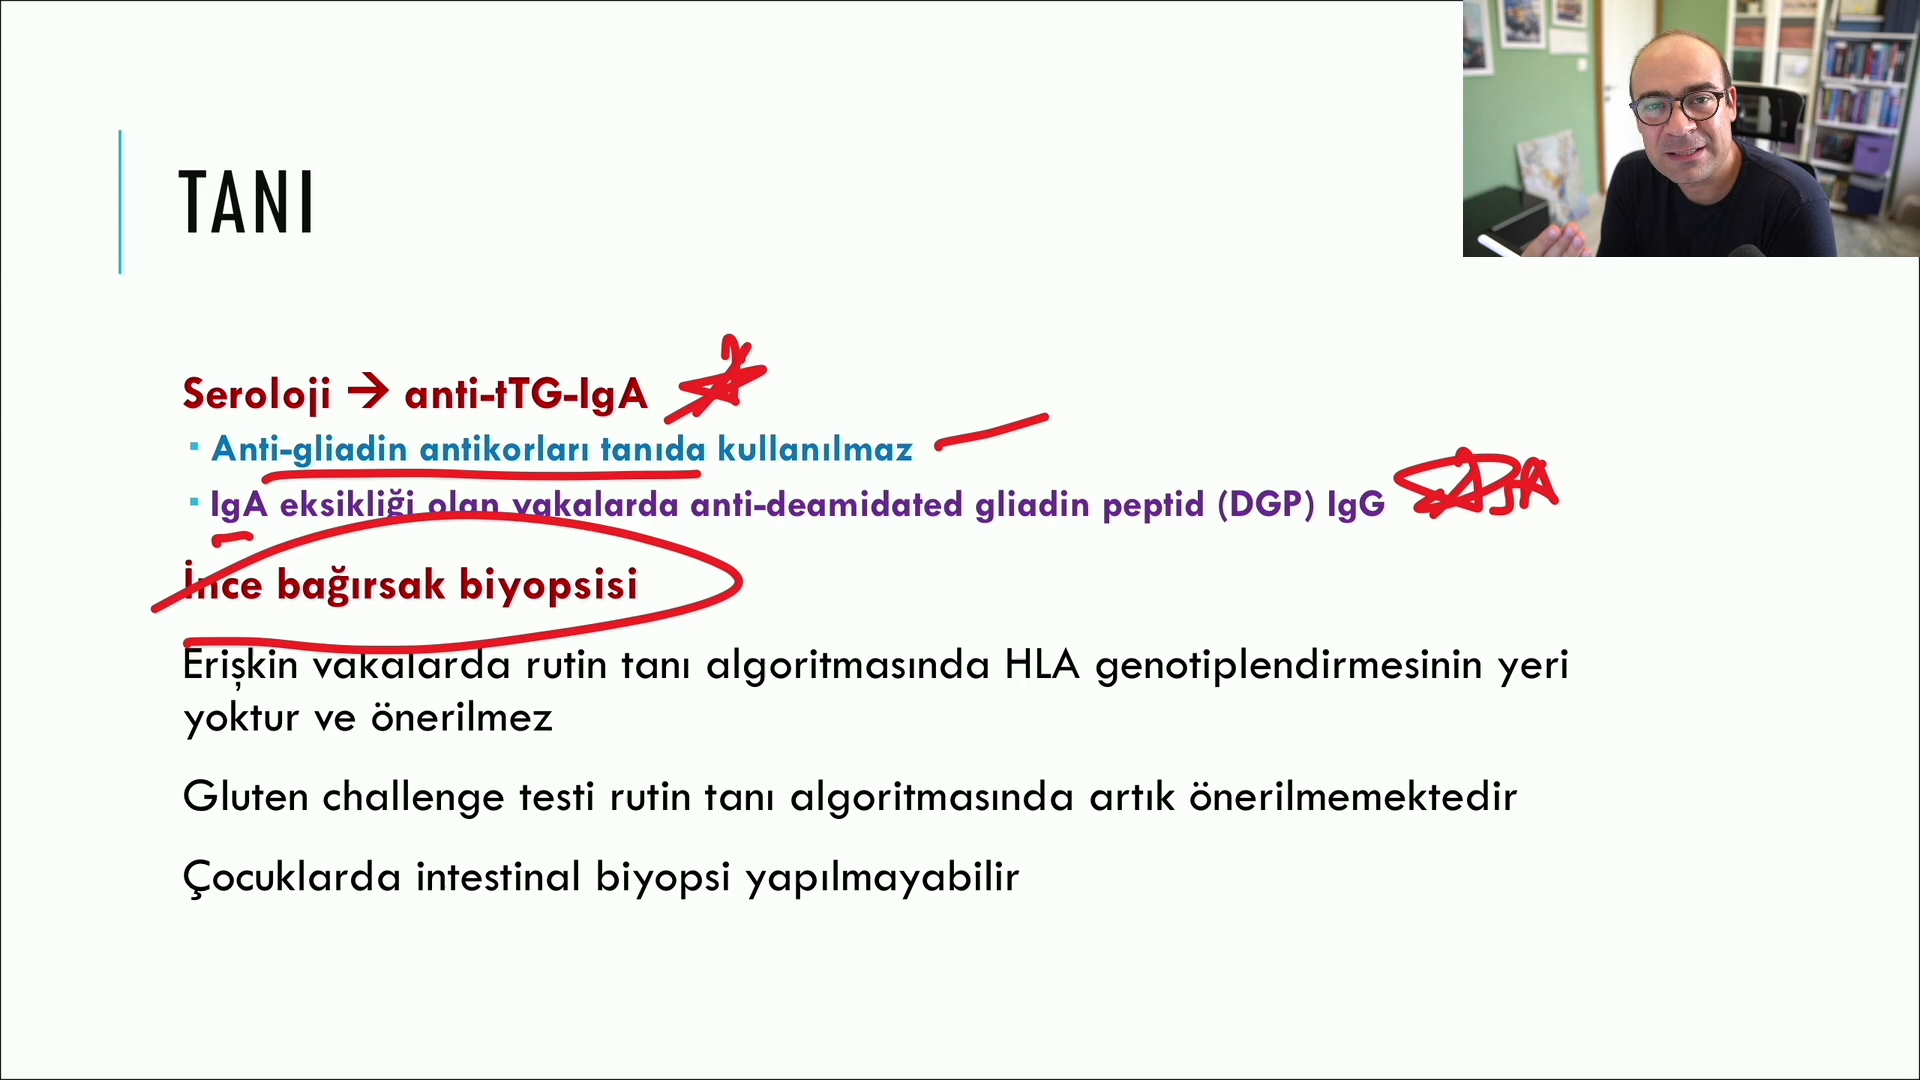 TANI
Seroloji → anti-tTG-IgA
Anti-gliadin antikorları tanıda kullanılmaz
IgA eksikliği olan vakalarda anti-deamidated gliadin peptid (DGP) IgG
İnce bağırsak biyopsisi
Erişkin vakalarda rutin tanı algoritmasında HLA genotiplendirmesinin yeri
yoktur ve önerilmez
Gluten challenge testi rutin tanı algoritmasında artık önerilmemektedir
Çocuklarda intestinal biyopsi yapılmayabilir